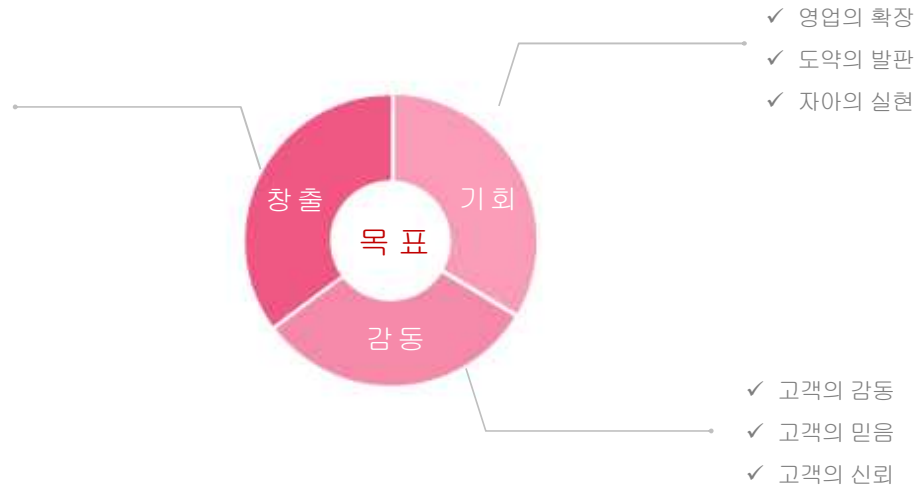 ✓ 영업의 확장
✓ 도약의 발판
✓ 자아의 실현
창출
기회
목표
감동
✓ 고객의 감동
✓ 고객의 믿음
✓ 고객의 신뢰